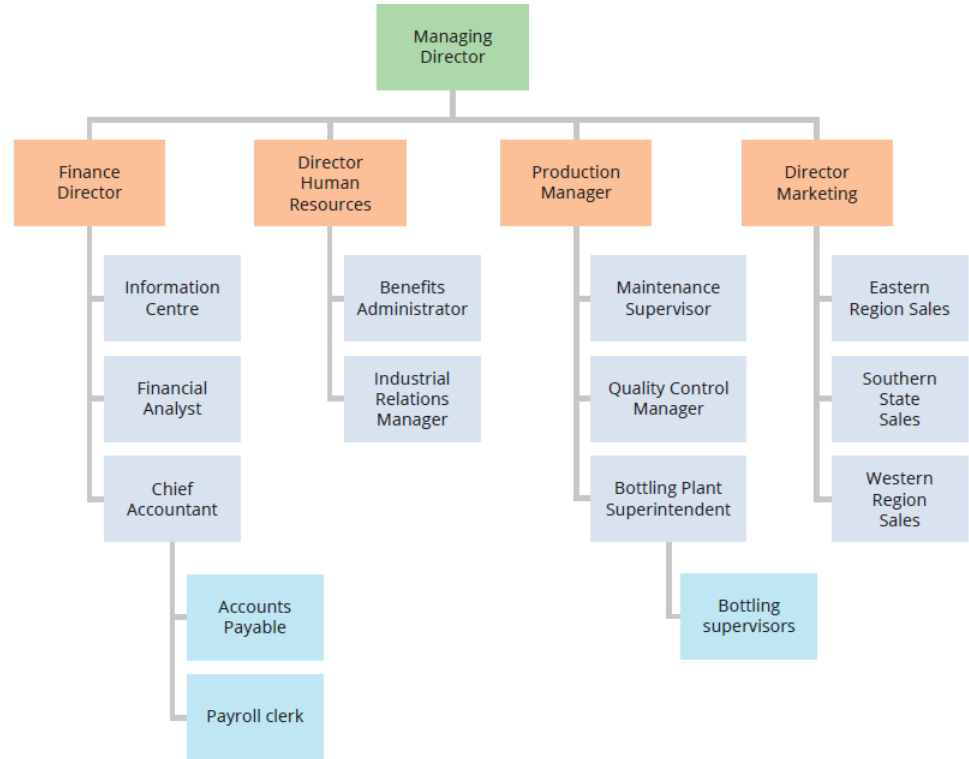 Managing
Director
Finance
Director
Director
Human
Resources
Production
Manager
Director
Marketing
Information
Centre
Benefits
Administrator
Maintenance
Supervisor
Eastern
Region Sales
Financial
Analyst
Industrial
Relations
Manager
Quality Control
Manager
Southern
State
Sales
Chief
Accountant
Bottling Plant
Superintendent
Western
Region
Sales
Accounts
Payable
Bottling
supervisors
Payroll clerk